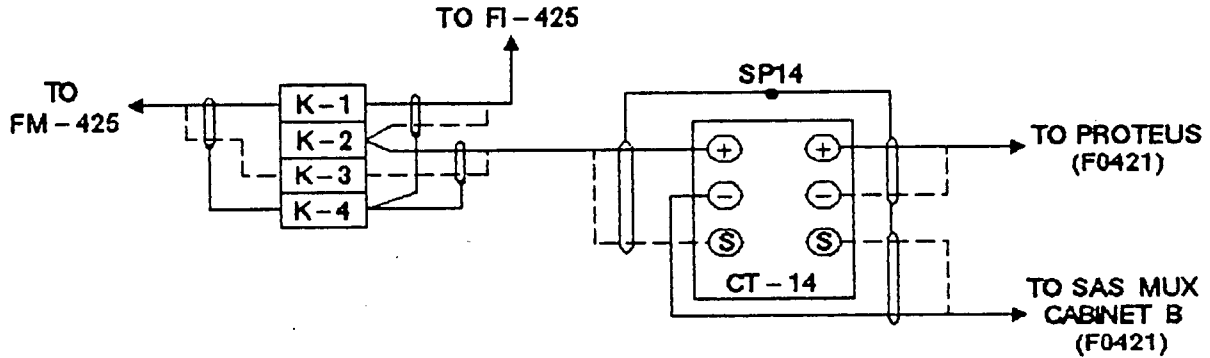 TO FI-425
TO
FM-425
K-1
K-2
K-3
K-4
SP14
+ +
- -
S S
CT-14
TO PROTEUS
(F0421)
TO SAS MUX
CABINET B
(F0421)